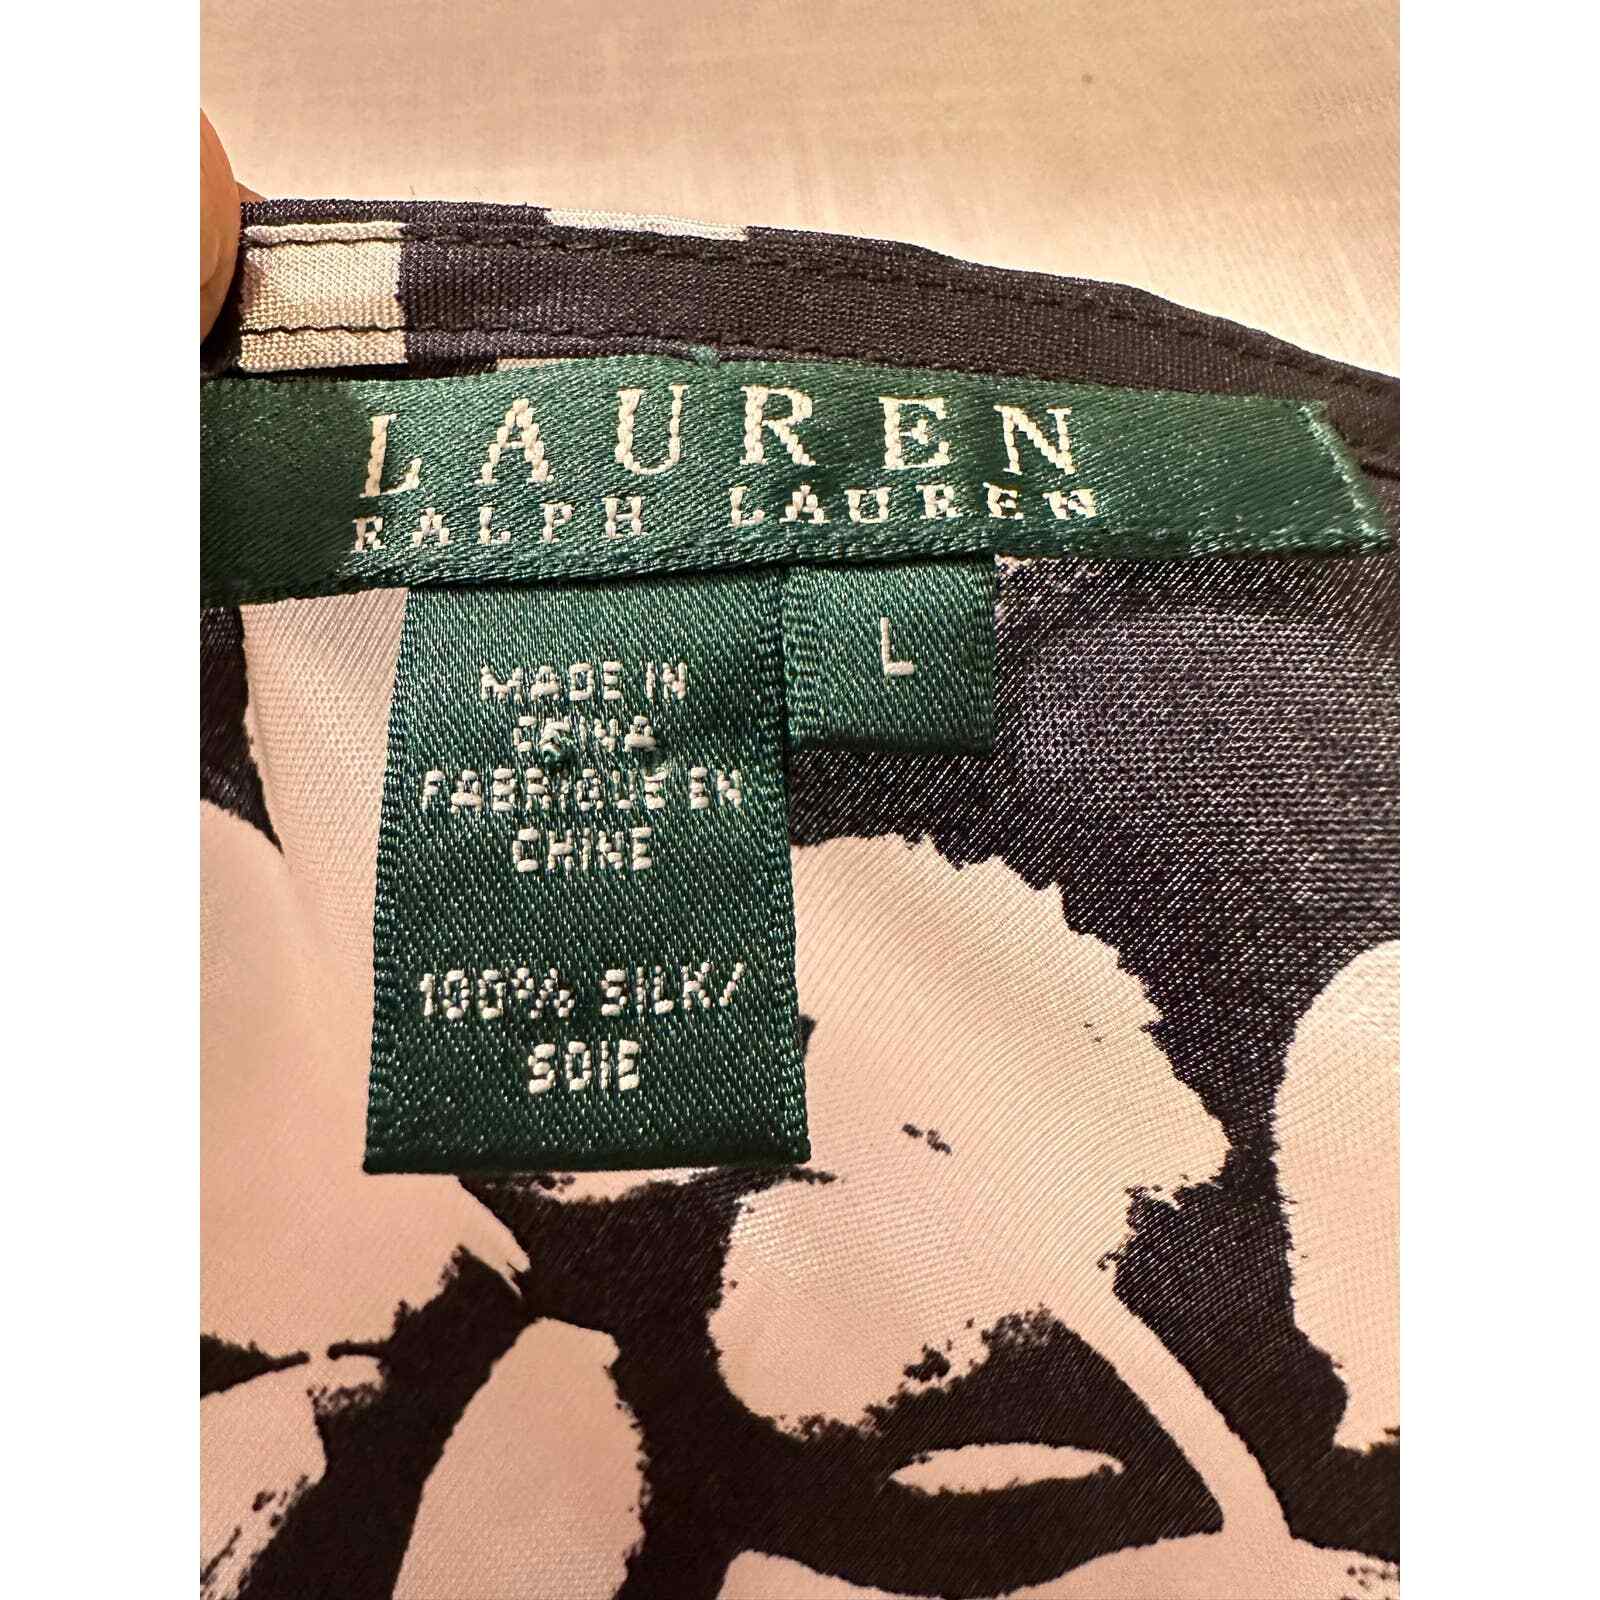 LAUREN
RALPH LAUREN
L
MADE IN
CHINA
FABRIQUE EN
CHINE
100% SILK/
SOIE